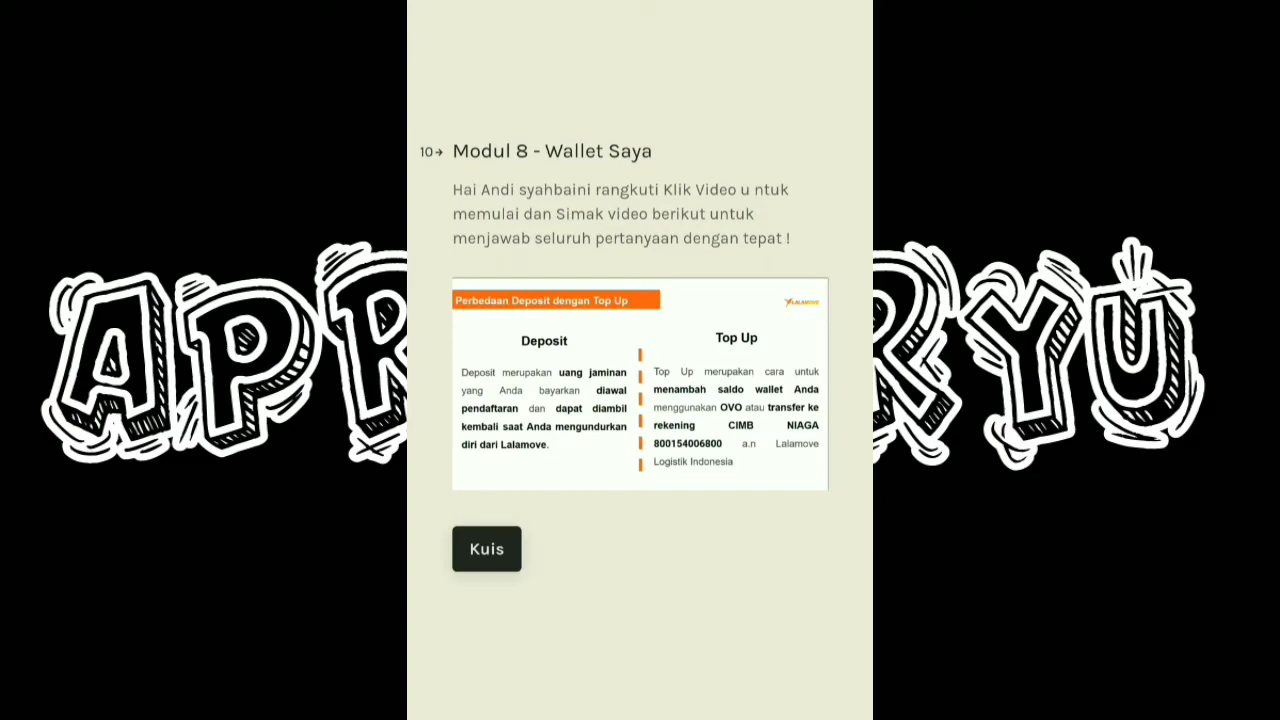 10→ Modul 8 - Wallet Saya
Hai Andi syahbaini rangkuti Klik Video u ntuk
memulai dan Simak video berikut untuk
menjawab seluruh pertanyaan dengan tepat !
Perbedaan Deposit dengan Top Up
LALAMOVE
Deposit
Deposit merupakan uang jaminan
yang Anda bayarkan diawal
pendaftaran dan dapat diambil
kembali saat Anda mengundurkan
diri dari Lalamove.
Top Up
Top Up merupakan cara untuk
menambah saldo wallet Anda
menggunakan OVO atau transfer ke
rekening CIMB NIAGA
800154006800 a.n Lalamove
Logistik Indonesia
Kuis
AP
RYU